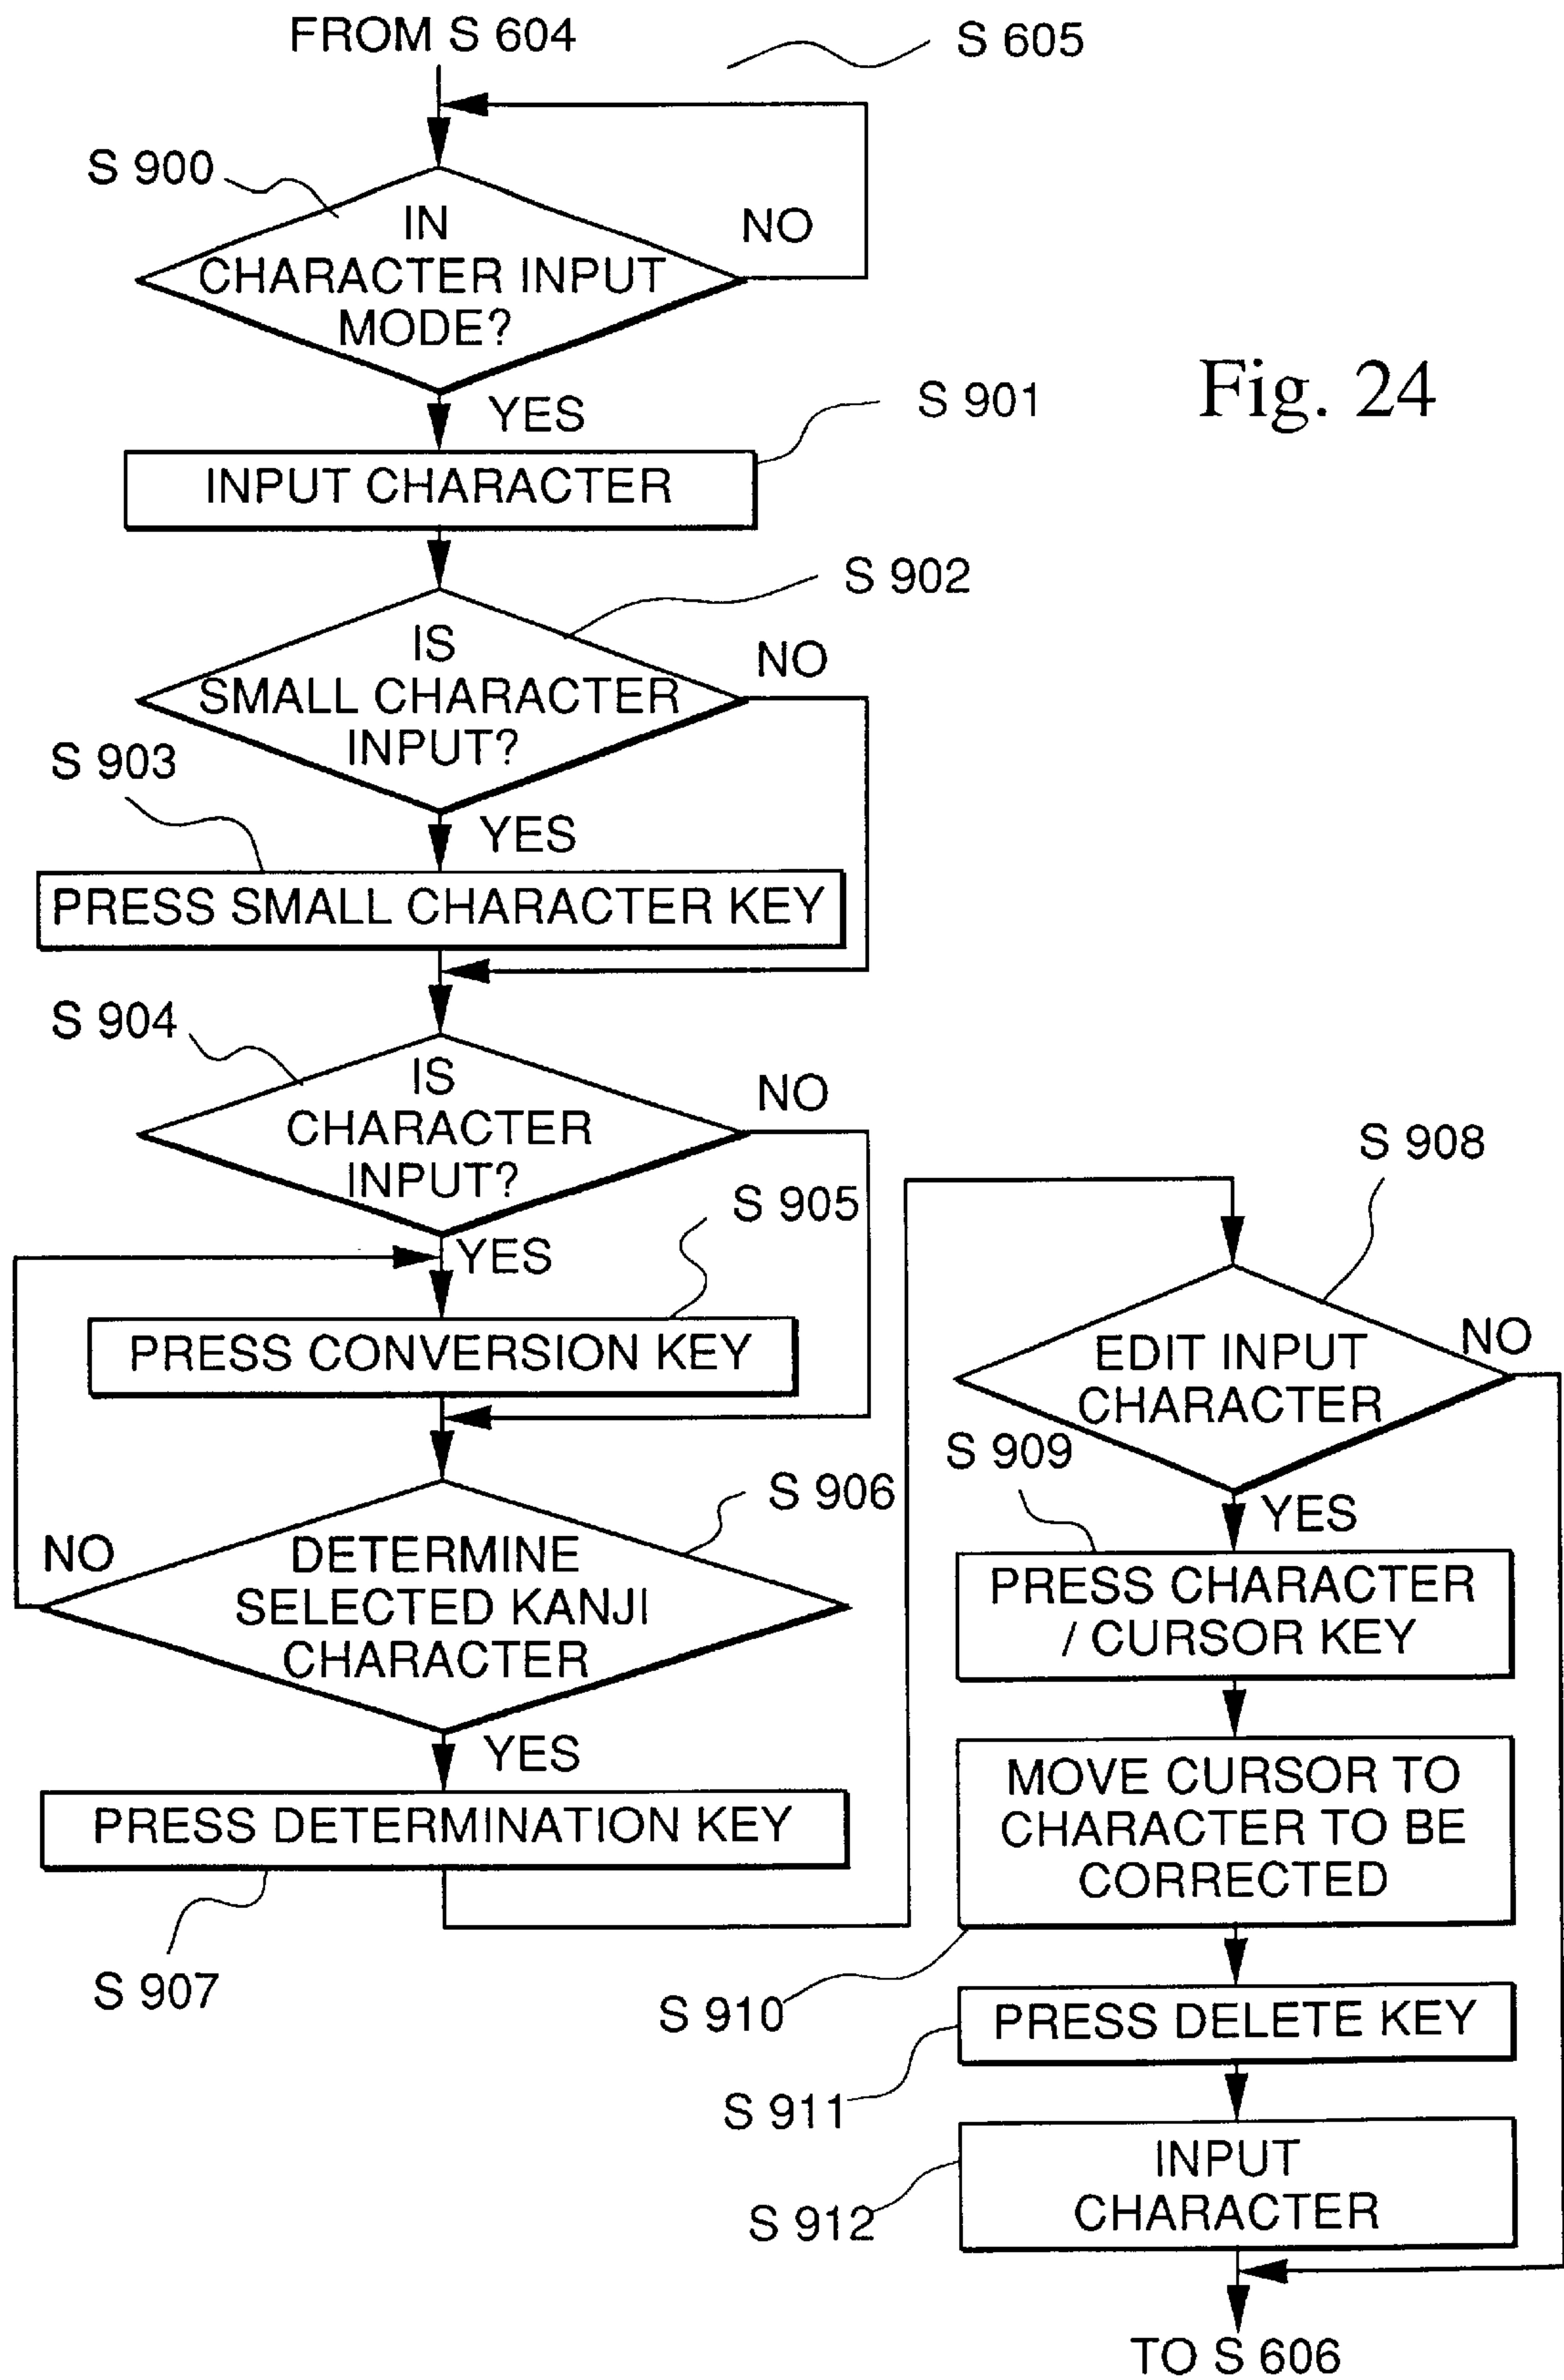 FROM S 604
S 605
S 900
IN
CHARACTER INPUT
MODE?
NO
YES
S 901
Fig. 24
INPUT CHARACTER
S 902
IS
SMALL CHARACTER
INPUT?
NO
S 903
YES
PRESS SMALL CHARACTER KEY
S 904
IS
CHARACTER
INPUT?
NO
S 905
YES
PRESS CONVERSION KEY
S 906
NO
DETERMINE
SELECTED KANJI
CHARACTER
YES
PRESS DETERMINATION KEY
S 907
S 908
EDIT INPUT
CHARACTER
NO
S 909
YES
PRESS CHARACTER
/ CURSOR KEY
MOVE CURSOR TO
CHARACTER TO BE
CORRECTED
S 910
PRESS DELETE KEY
S 911
INPUT
CHARACTER
S 912
TO S 606